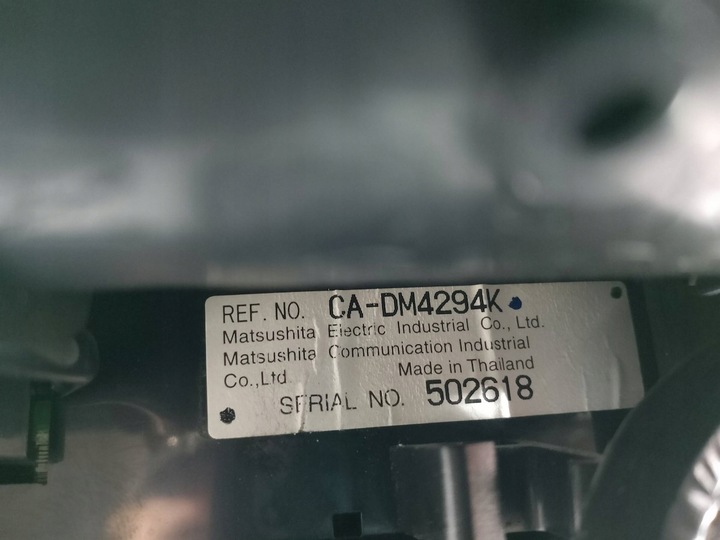 REF. NO. CA-DM4294K
Matsushita Electric Industrial Co., Ltd.
Matsushita Communication Industrial
Co., Ltd. Made in Thailand
SERIAL NO. 502618